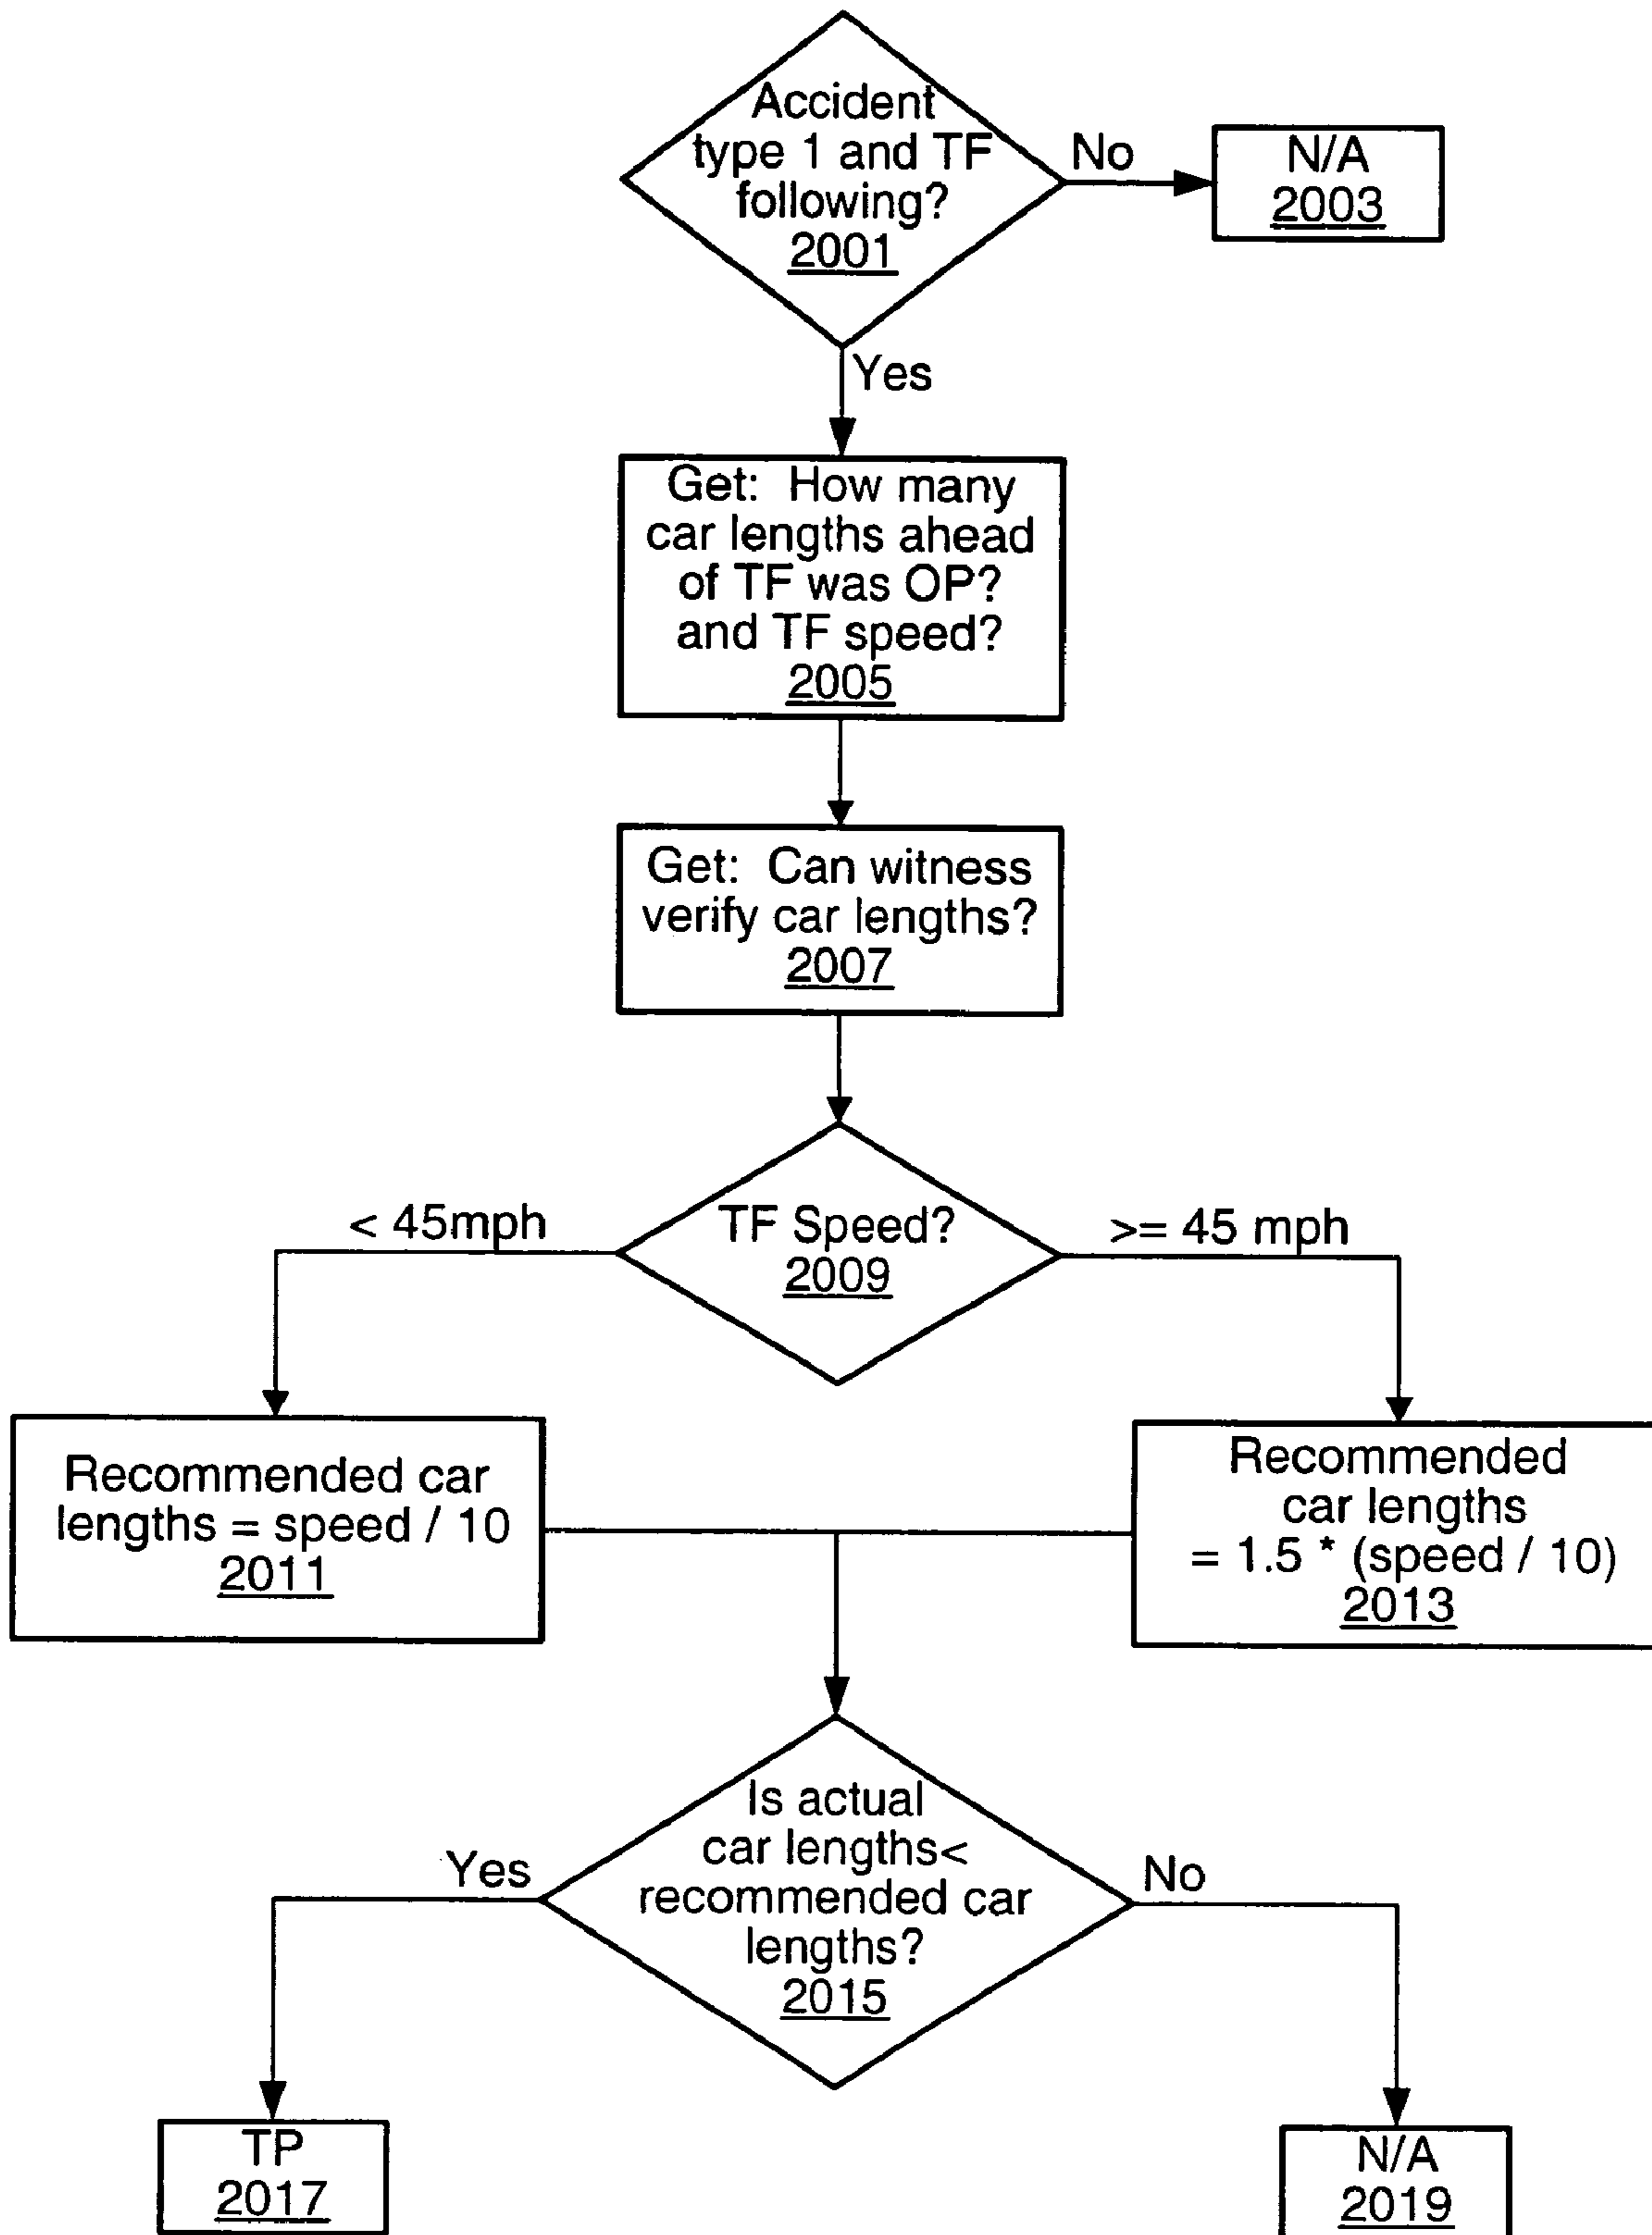 Accident
type 1 and TF
following?
2001
No
N/A
2003
Yes
Get: How many
car lengths ahead
of TF was OP?
and TF speed?
2005
Get: Can witness
verify car lengths?
2007
< 45mph
TF Speed?
2009
>= 45 mph
Recommended car
lengths = speed / 10
2011
Recommended
car lengths
= 1.5 * (speed / 10)
2013
Is actual
car lengths<
recommended car
lengths?
2015
Yes
No
TP
2017
N/A
2019